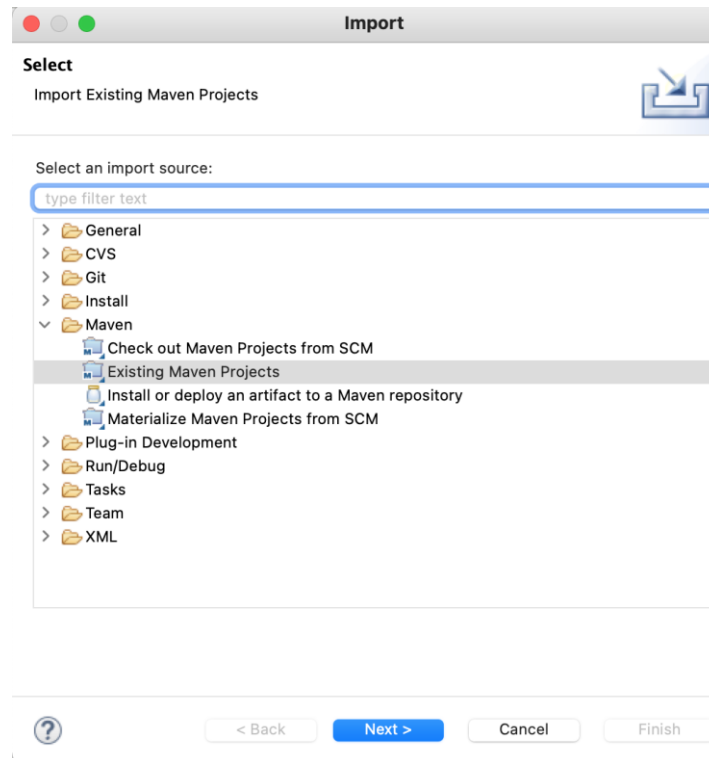 Import
Select
Import Existing Maven Projects
Select an import source:
type filter text
General
CVS
Git
Install
Maven
Check out Maven Projects from SCM
Existing Maven Projects
Install or deploy an artifact to a Maven repository
Materialize Maven Projects from SCM
Plug-in Development
Run/Debug
Tasks
Team
XML
? < Back Next > Cancel Finish